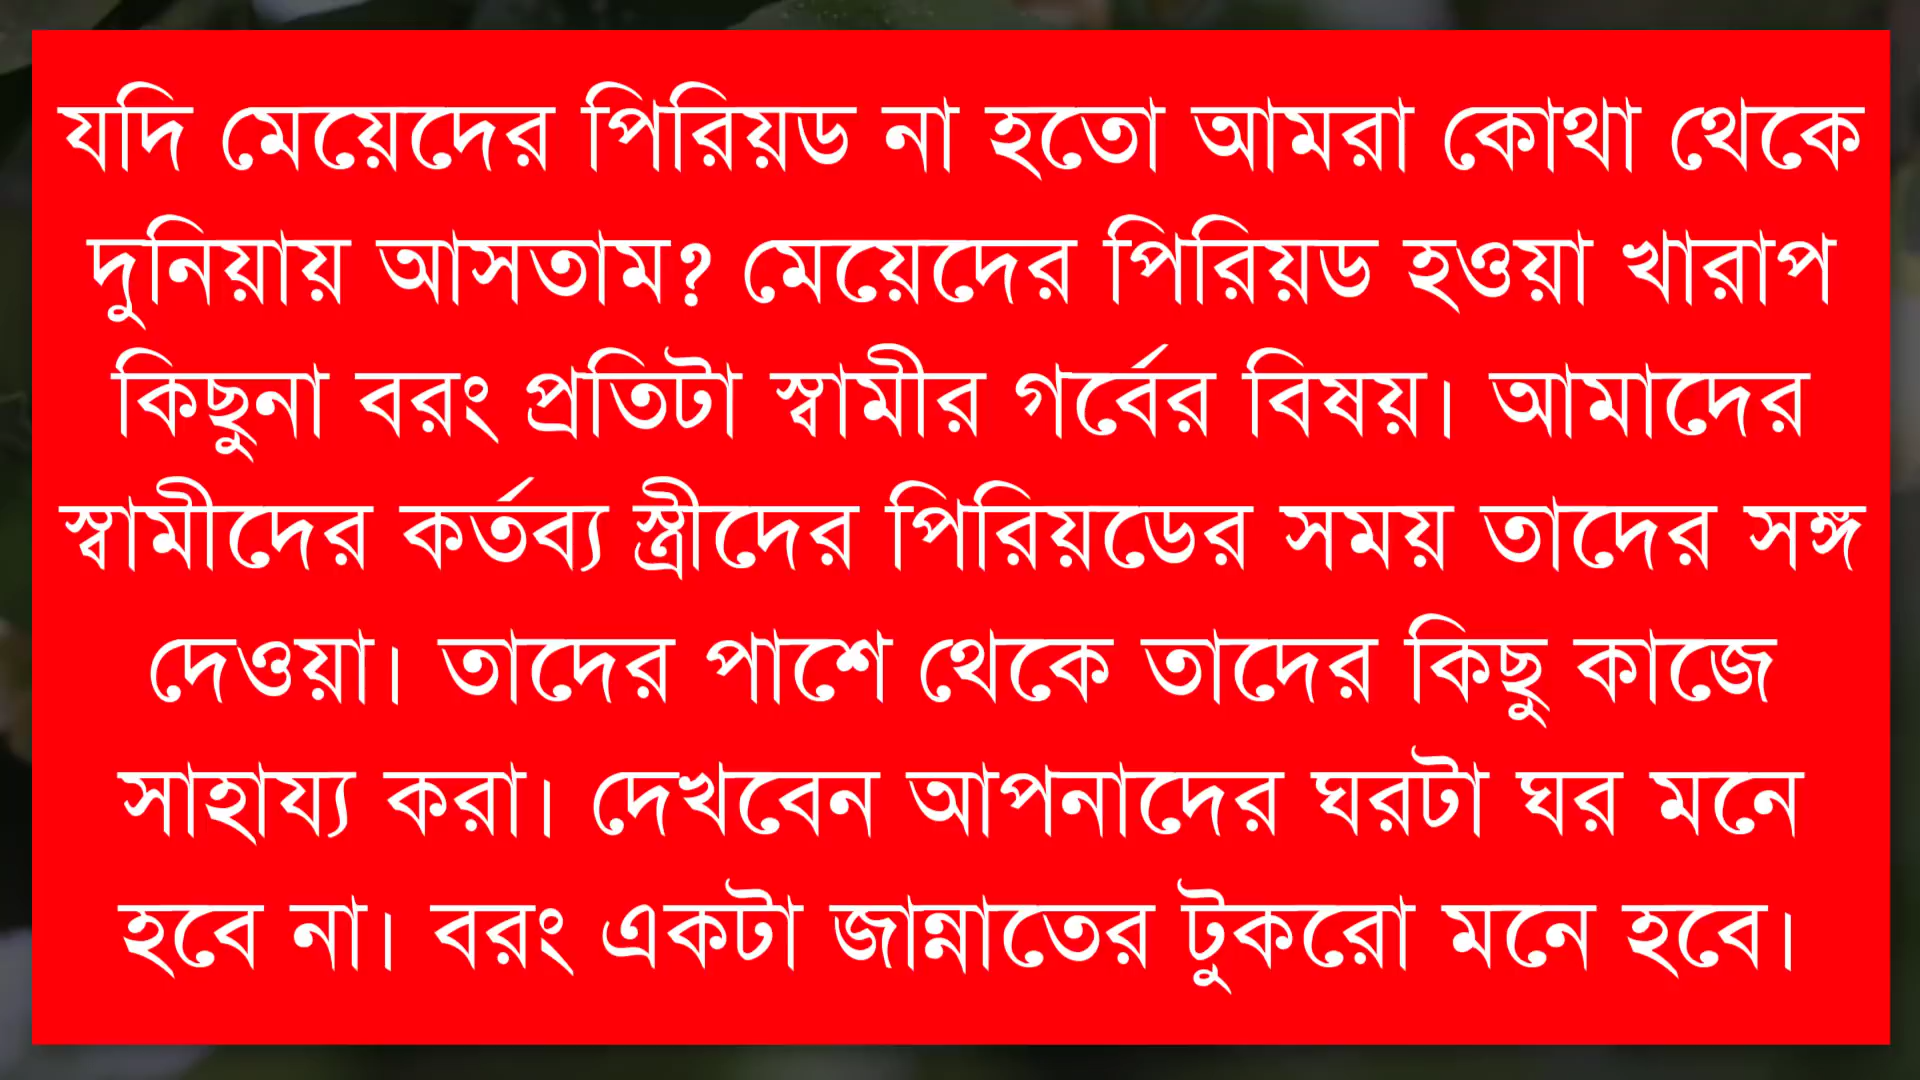 যদি মেয়েদের পিরিয়ড না হতো আমরা কোথা থেকে
দুনিয়ায় আসতাম? মেয়েদের পিরিয়ড হওয়া খারাপ
কিছুনা বরং প্রতিটা স্বামীর গর্বের বিষয়। আমাদের
স্বামীদের কর্তব্য স্ত্রীদের পিরিয়ডের সময় তাদের সঙ্গ
দেওয়া। তাদের পাশে থেকে তাদের কিছু কাজে
সাহায্য করা। দেখবেন আপনাদের ঘরটা ঘর মনে
হবে না। বরং একটা জান্নাতের টুকরো মনে হবে।